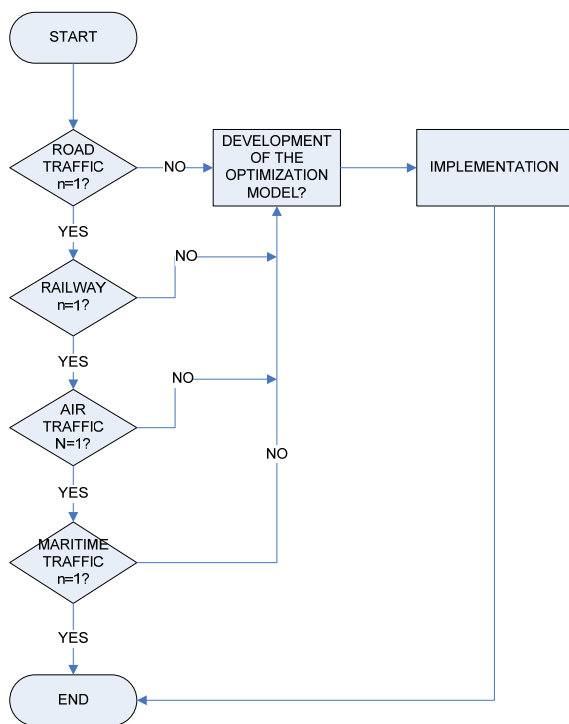 START
ROAD
TRAFFIC
n=1?
NO
DEVELOPMENT
OF THE
OPTIMIZATION
MODEL?
IMPLEMENTATION
YES
RAILWAY
n=1?
NO
YES
AIR
TRAFFIC
N=1?
NO
YES
NO
MARITIME
TRAFFIC
n=1?
YES
END